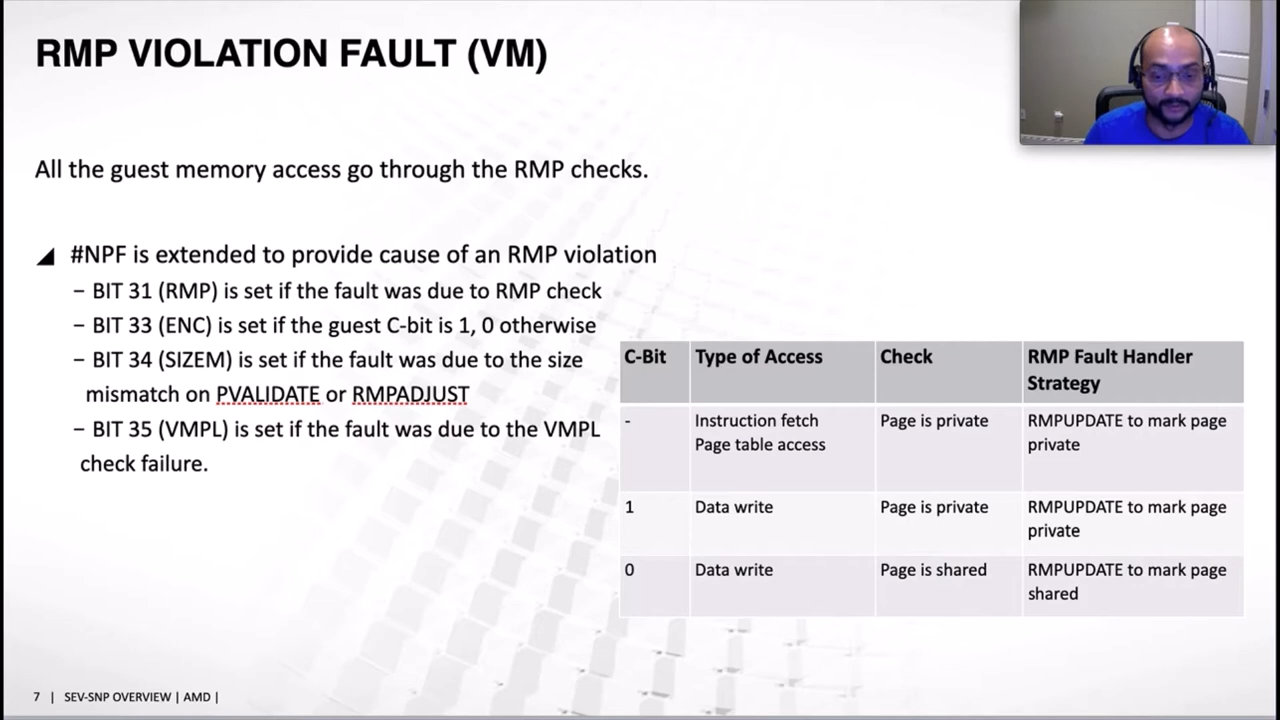 RMP VIOLATION FAULT (VM)
All the guest memory access go through the RMP checks.
#NPF is extended to provide cause of an RMP violation
– BIT 31 (RMP) is set if the fault was due to RMP check
– BIT 33 (ENC) is set if the guest C-bit is 1, 0 otherwise
– BIT 34 (SIZEM) is set if the fault was due to the size
mismatch on PVALIDATE or RMPADJUST
– BIT 35 (VMPL) is set if the fault was due to the VMPL
check failure.
C-Bit Type of Access Check RMP Fault Handler
Strategy
- Instruction fetch Page is private RMPUPDATE to mark page
Page table access private
1 Data write Page is private RMPUPDATE to mark page
private
0 Data write Page is shared RMPUPDATE to mark page
shared
7 | SEV-SNP OVERVIEW | AMD |